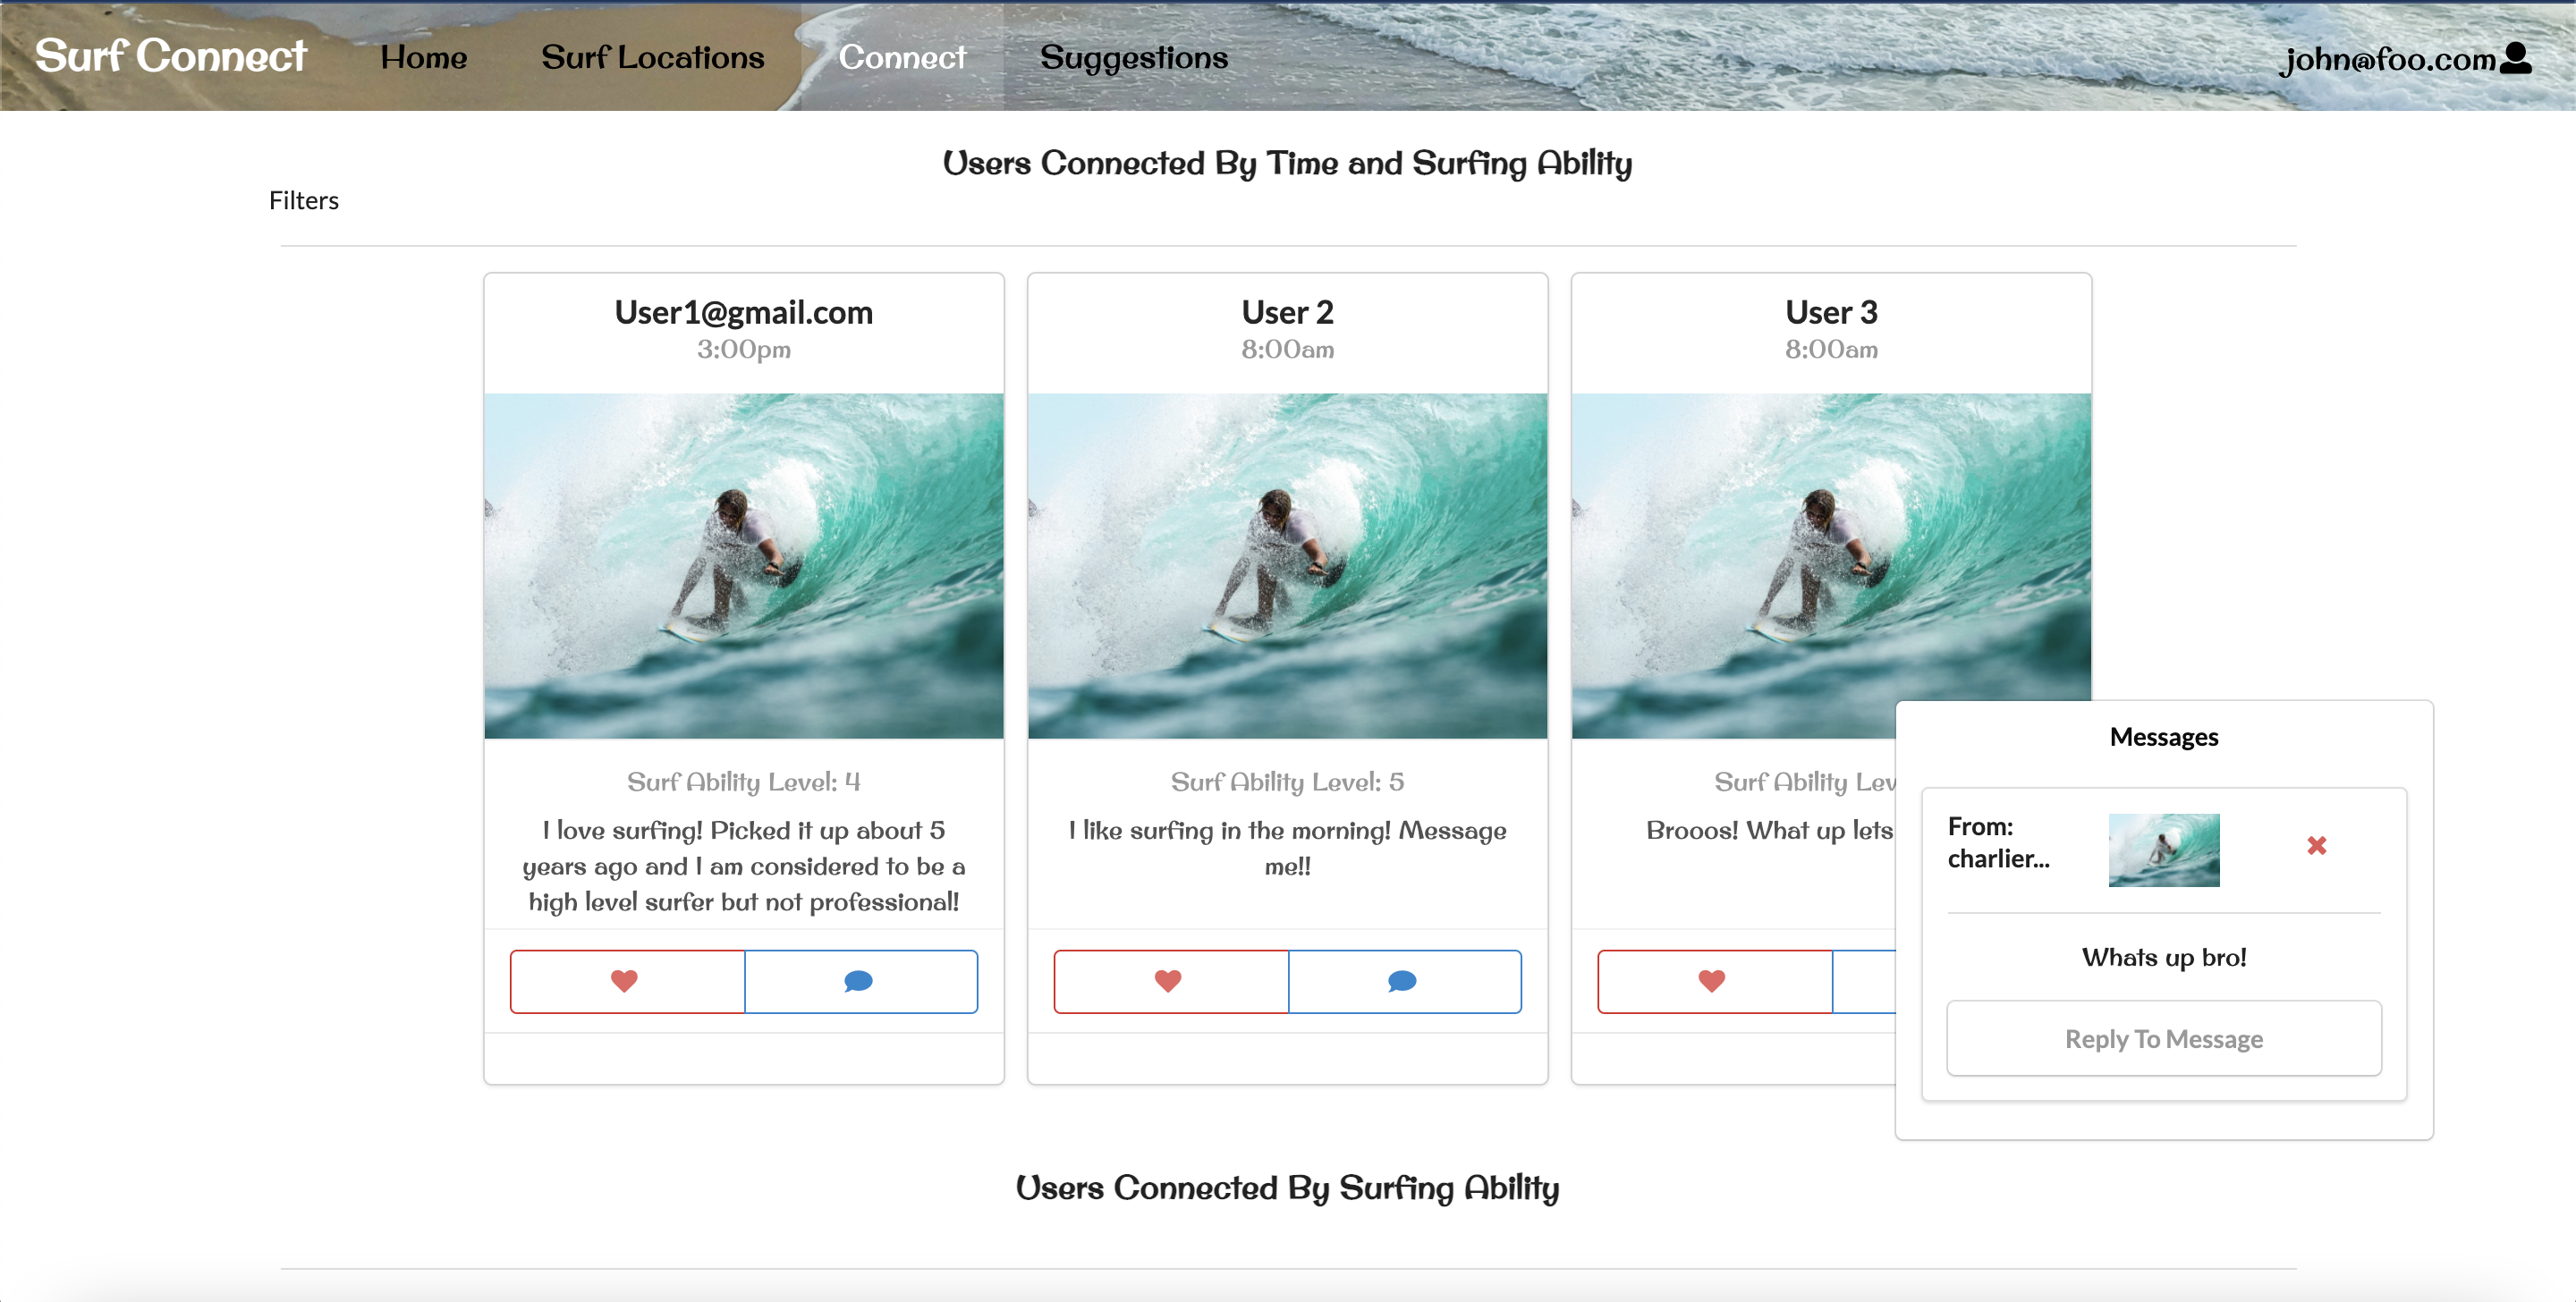 Surf Connect
Home
Surf Locations
Connect
Suggestions
john@foo.com
Users Connected By Time and Surfing Ability
Filters
User1@gmail.com
3:00pm
Surf Ability Level: 4
I love surfing! Picked it up about 5
years ago and I am considered to be a
high level surfer but not professional!
User 2
8:00am
Surf Ability Level: 5
I like surfing in the morning! Message
me!!
User 3
8:00am
Surf Ability Lev
Brooos! What up lets
Messages
From:
charlier...
Whats up bro!
Reply To Message
Users Connected By Surfing Ability